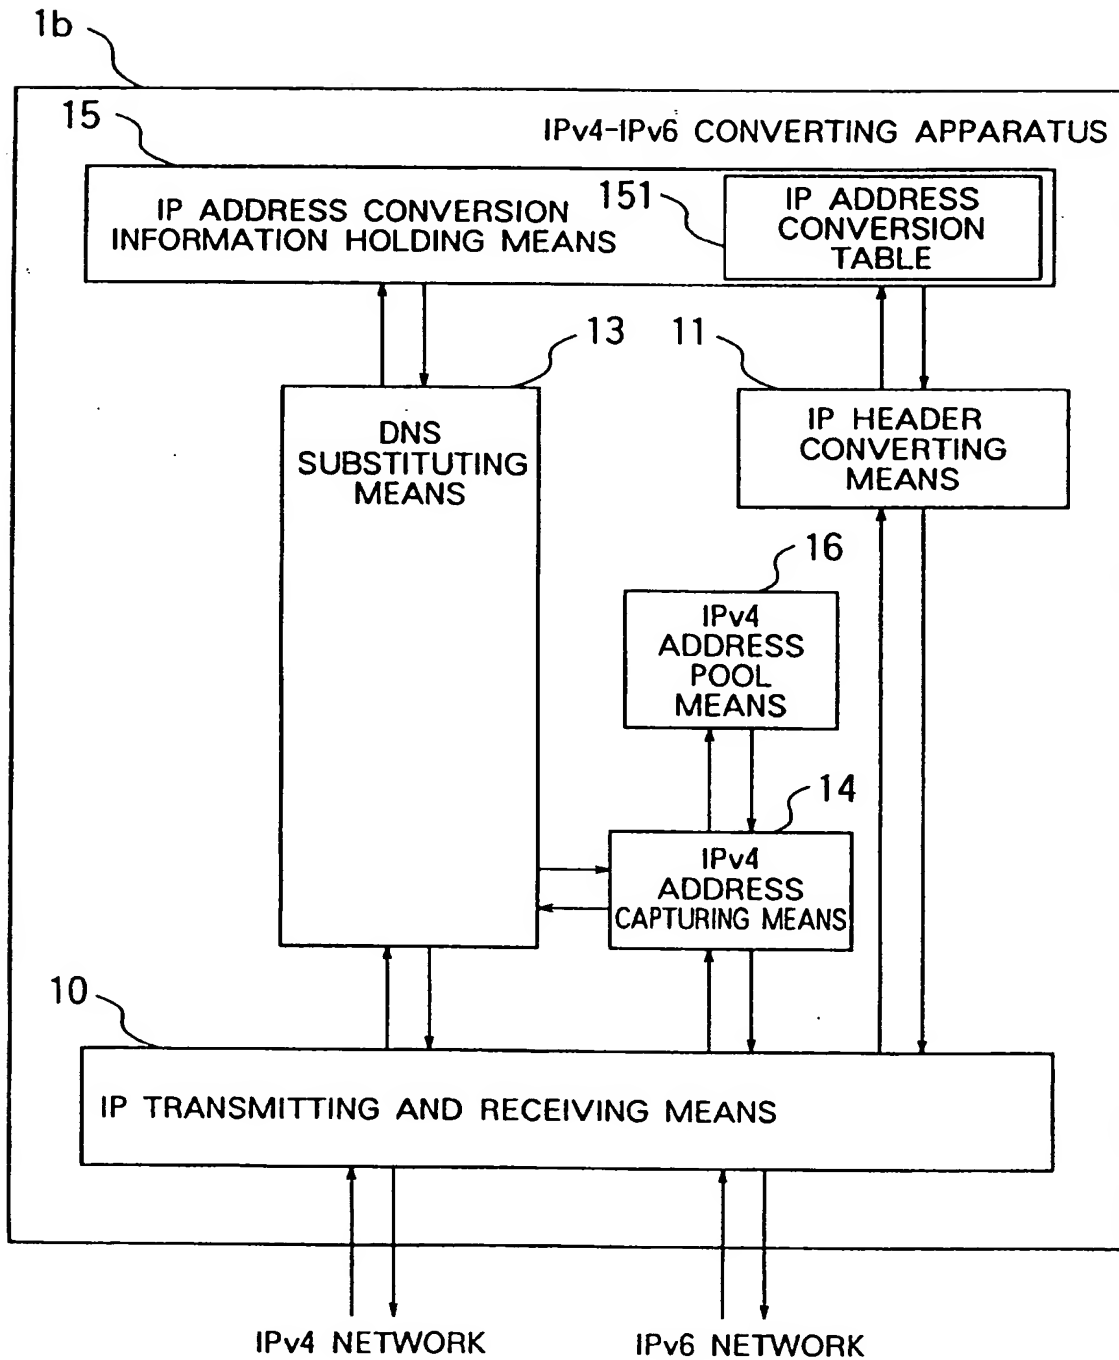 1b
15
IPv4-IPv6 CONVERTING APPARATUS
IP ADDRESS CONVERSION
INFORMATION HOLDING MEANS
151
IP ADDRESS
CONVERSION
TABLE
13
11
DNS
SUBSTITUTING
MEANS
IP HEADER
CONVERTING
MEANS
16
IPv4
ADDRESS
POOL
MEANS
14
IPv4
ADDRESS
CAPTURING MEANS
10
IP TRANSMITTING AND RECEIVING MEANS
IPv4 NETWORK
IPv6 NETWORK